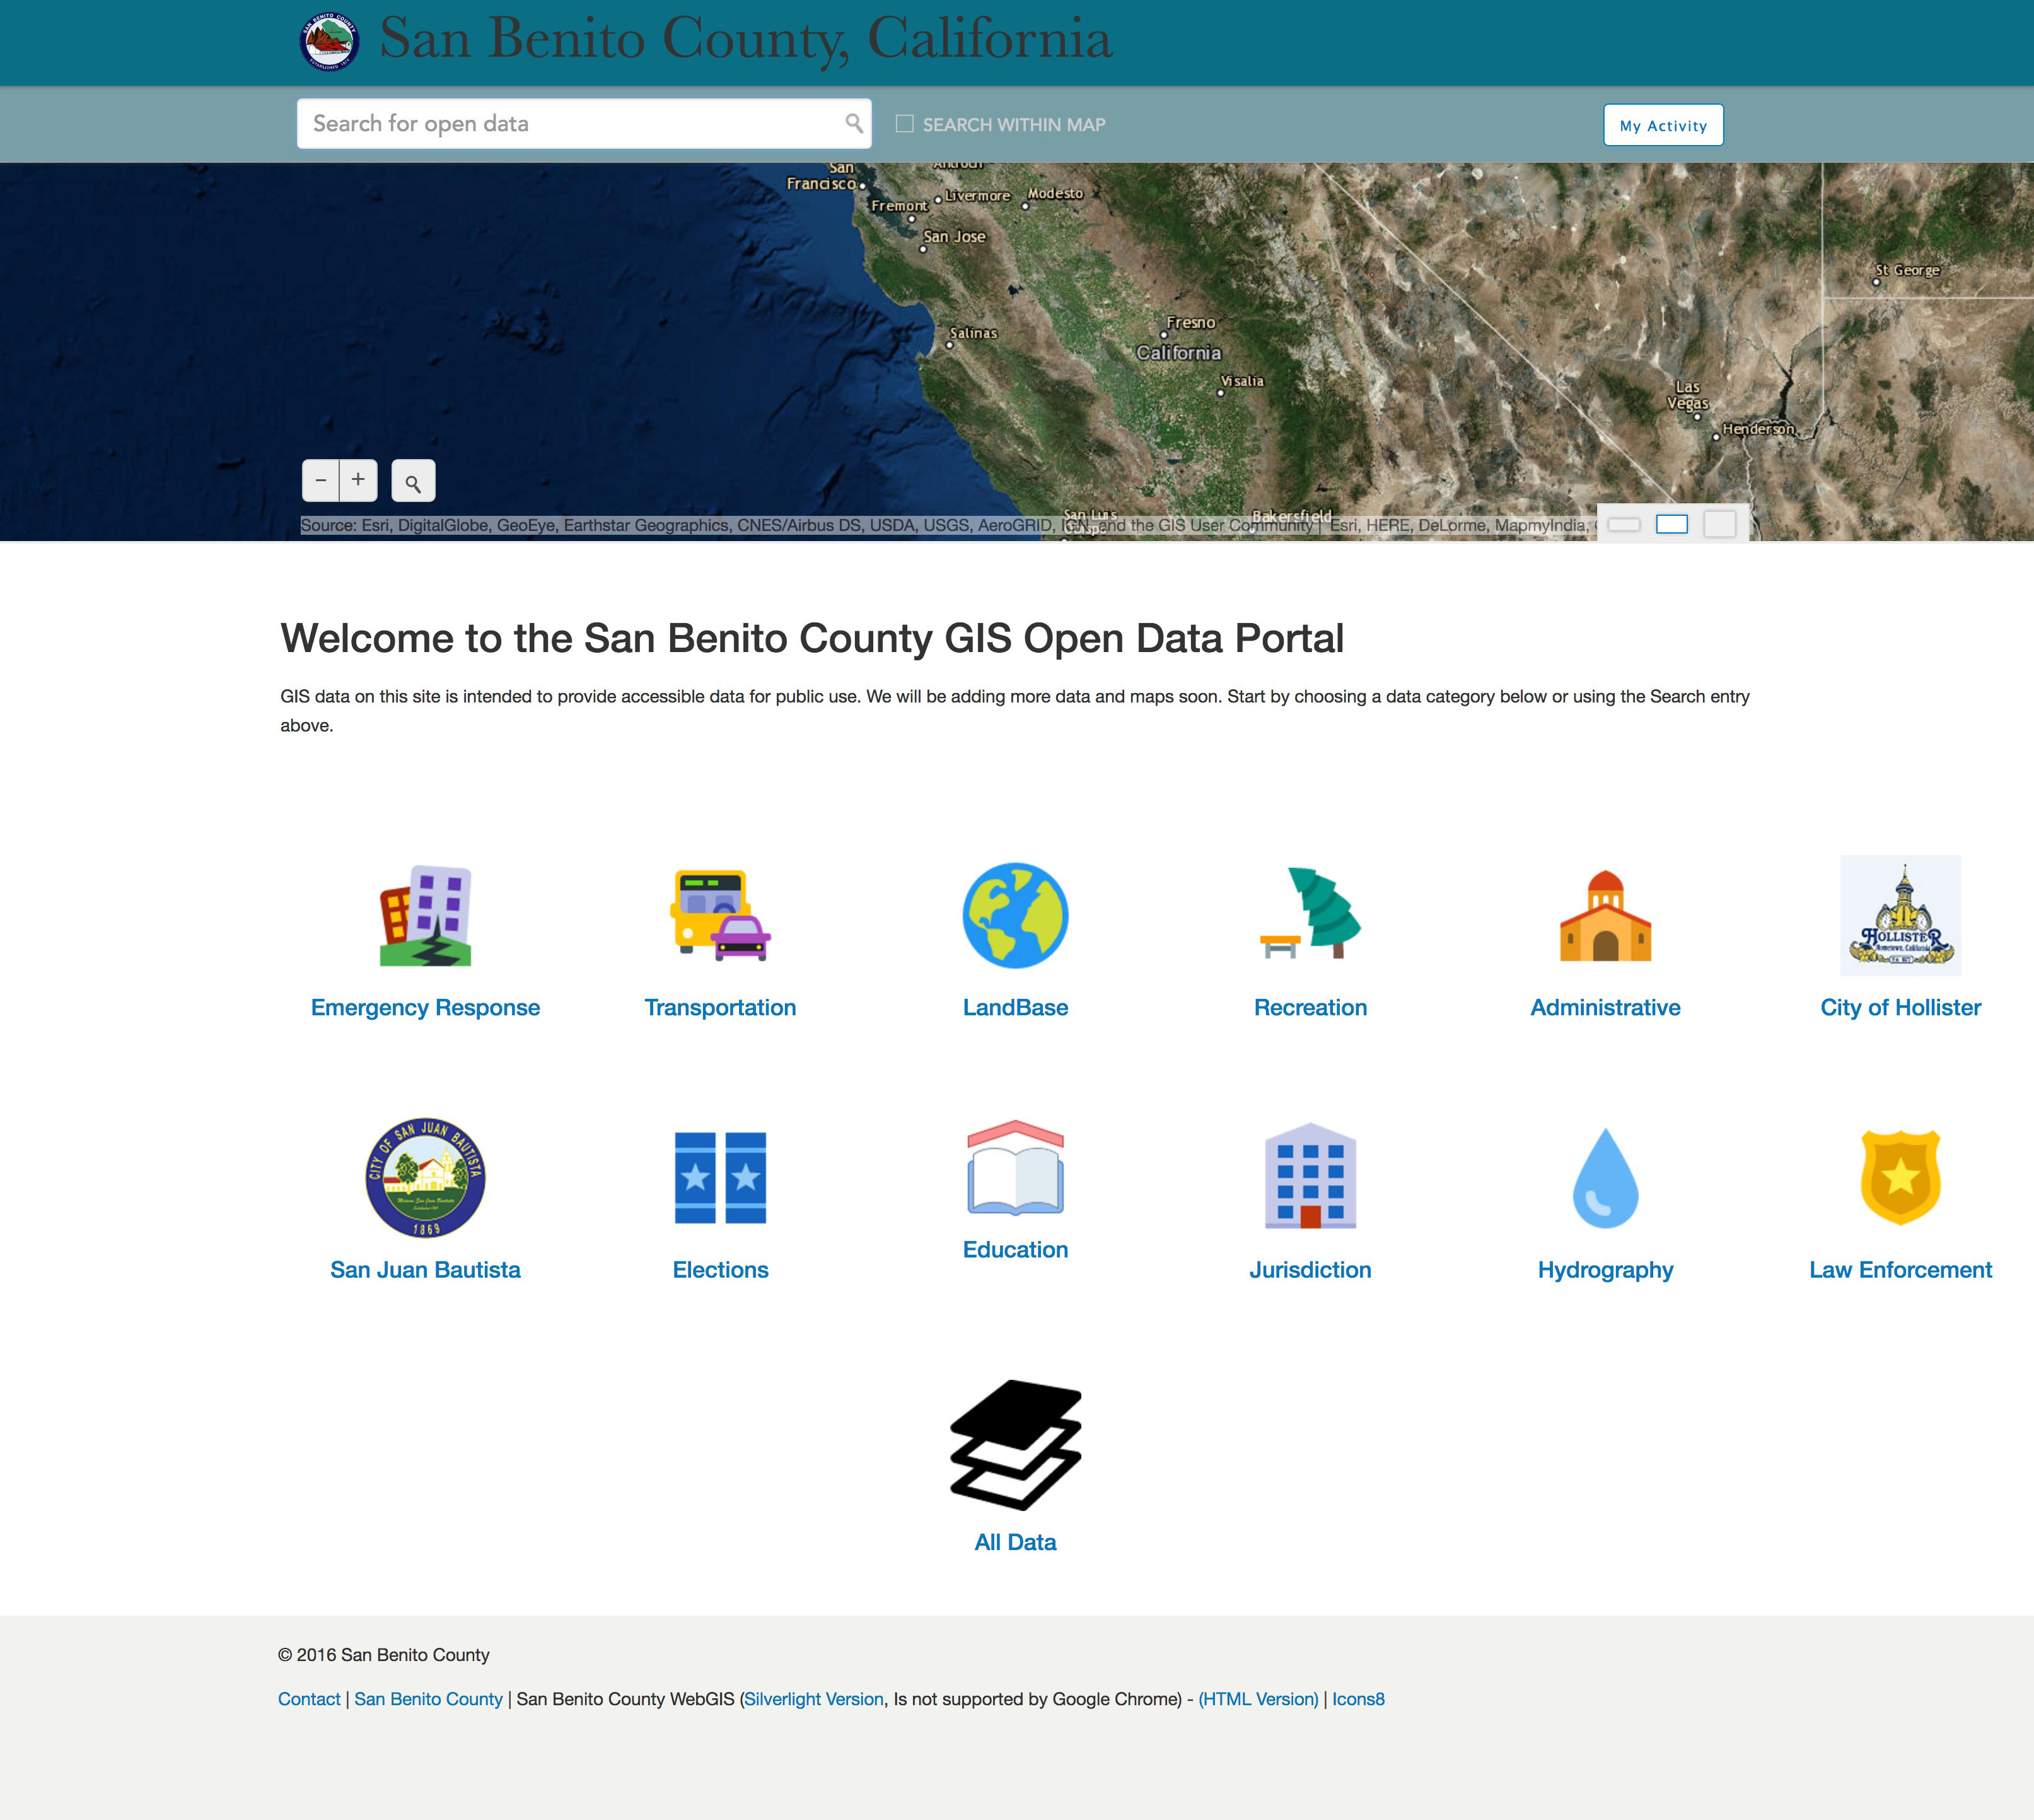 San Benito County, California
Search for open data
SEARCH WITHIN MAP
My Activity
San
Francisco
Antioch
Livermore
Modesto
Fremont
San Jose
St George
Salinas
Fresno
California
Visalia
Las
Vegas
Henderson
- +
San Luis
Obispo
Bakersfield
Source: Esri, DigitalGlobe, GeoEye, Earthstar Geographics, CNES/Airbus DS, USDA, USGS, AeroGRID, IGN, and the GIS User Community | Esri, HERE, DeLorme, MapmyIndia,
Welcome to the San Benito County GIS Open Data Portal
GIS data on this site is intended to provide accessible data for public use. We will be adding more data and maps soon. Start by choosing a data category below or using the Search entry
above.
HOLLISTER
Hometown, California
Emergency Response
Transportation
LandBase
Recreation
Administrative
City of Hollister
CITY OF SAN JUAN BAUTISTA
Mission San Juan Bautista
1869
San Juan Bautista
Elections
Education
Jurisdiction
Hydrography
Law Enforcement
All Data
© 2016 San Benito County
Contact | San Benito County | San Benito County WebGIS (Silverlight Version, Is not supported by Google Chrome) - (HTML Version) | Icons8